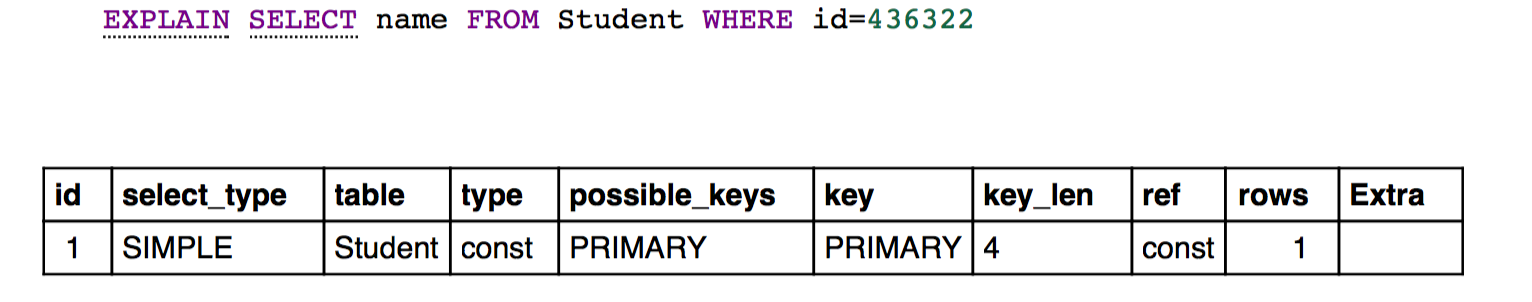 EXPLAIN SELECT name FROM Student WHERE id=436322
id select_type table type possible_keys key key_len ref rows Extra
1 SIMPLE Student const PRIMARY PRIMARY 4 const 1